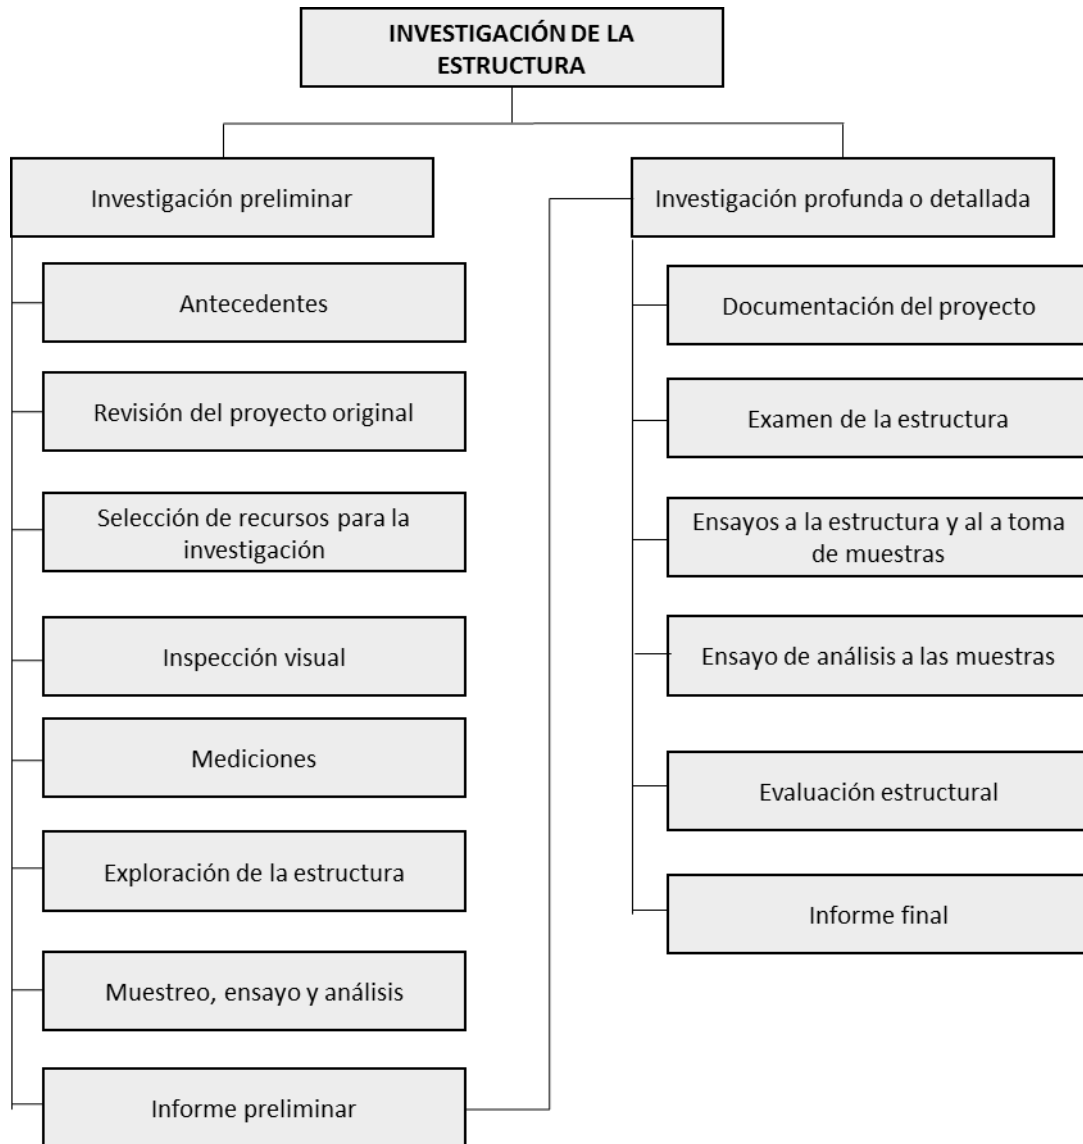 INVESTIGACIÓN DE LA
ESTRUCTURA
Investigación preliminar
Antecedentes
Revisión del proyecto original
Selección de recursos para la
investigación
Inspección visual
Mediciones
Exploración de la estructura
Muestreo, ensayo y análisis
Informe preliminar
Investigación profunda o detallada
Documentación del proyecto
Examen de la estructura
Ensayos a la estructura y al a toma
de muestras
Ensayo de análisis a las muestras
Evaluación estructural
Informe final